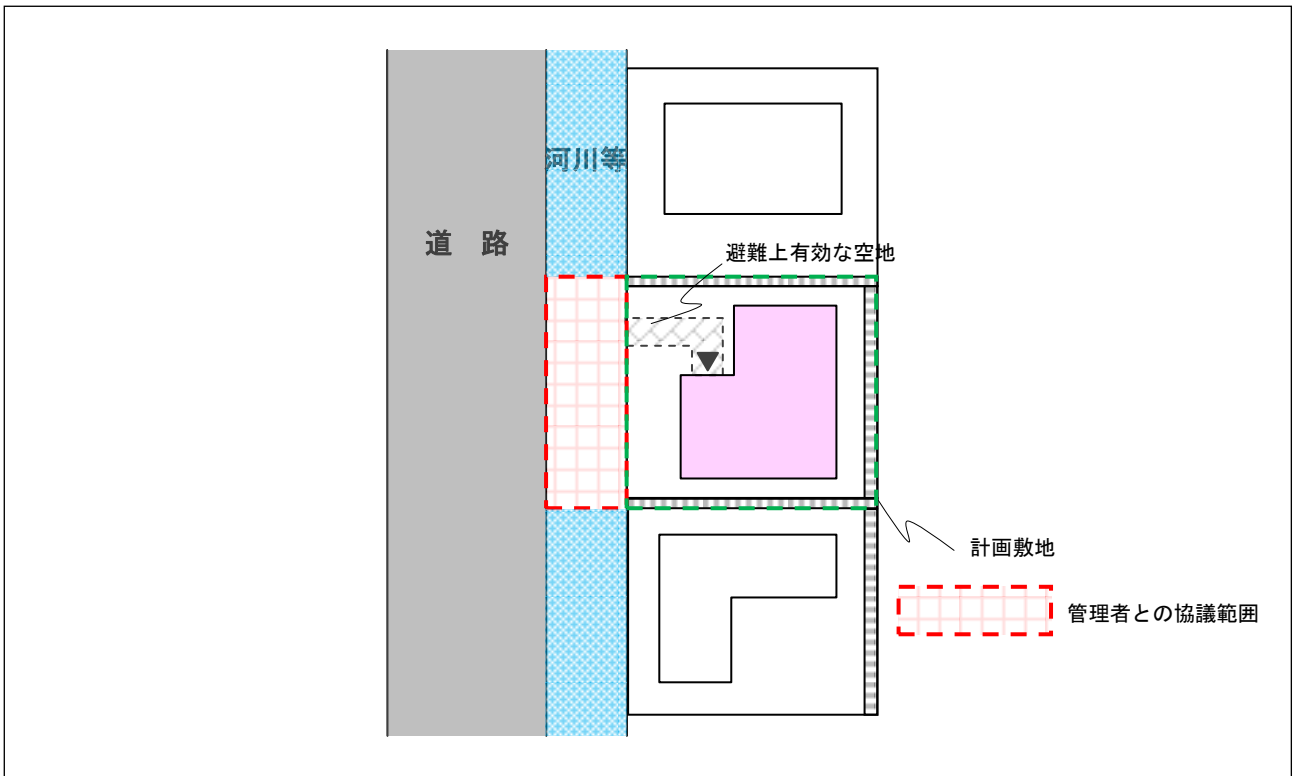 河川等
道 路
避難上有効な空地
計画敷地
管理者との協議範囲